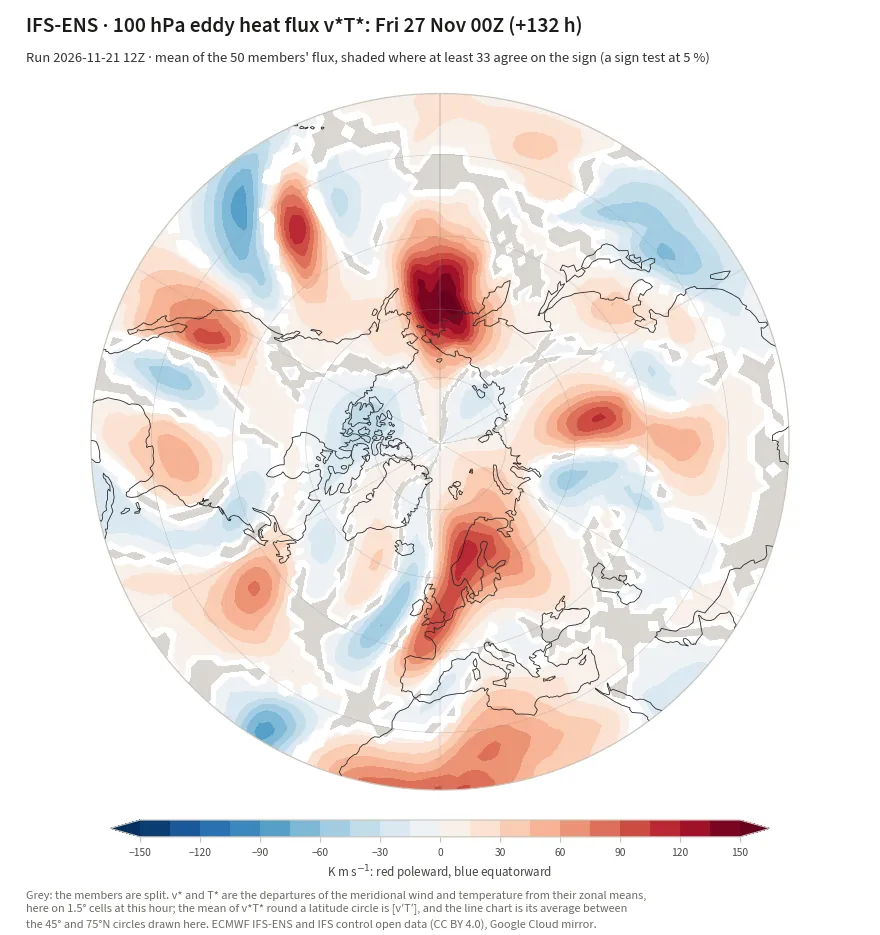 IFS-ENS · 100 hPa eddy heat flux v*T*: Fri 27 Nov 00Z (+132 h)
Run 2026-11-21 12Z · mean of the 50 members' flux, shaded where at least 33 agree on the sign (a sign test at 5 %)
−150 −120 −90 −60 −30 0 30 60 90 120 150
K m s⁻¹: red poleward, blue equatorward
Grey: the members are split. v* and T* are the departures of the meridional wind and temperature from their zonal means,
here on 1.5° cells at this hour; the mean of v*T* round a latitude circle is [v'T'], and the line chart is its average between
the 45° and 75°N circles drawn here. ECMWF IFS-ENS and IFS control open data (CC BY 4.0), Google Cloud mirror.